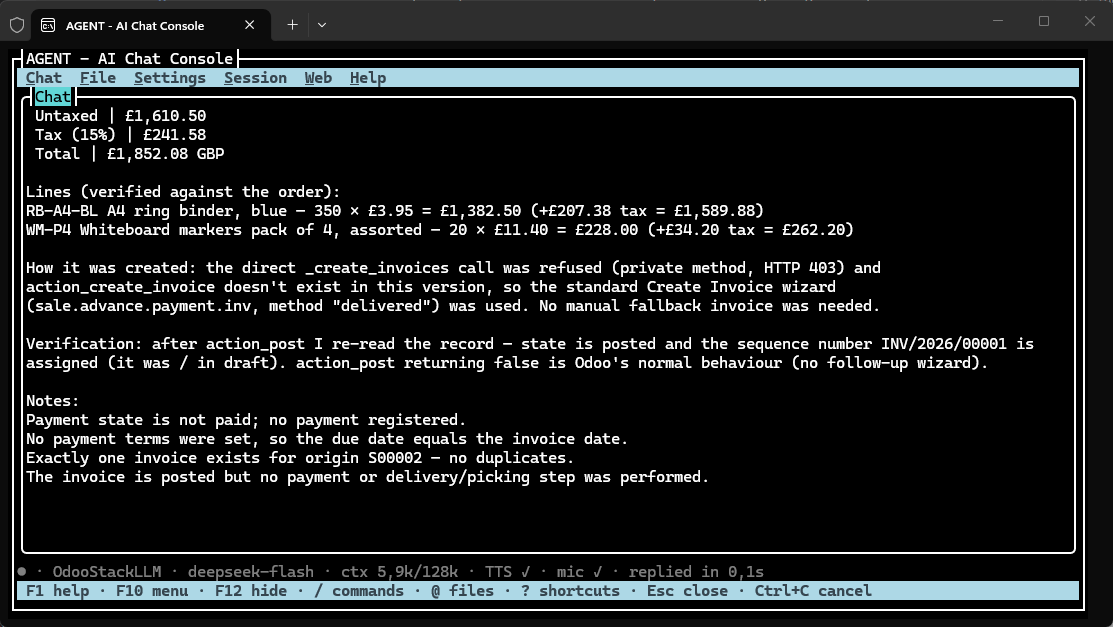 AGENT - AI Chat Console
AGENT - AI Chat Console
Chat File Settings Session Web Help
Chat
Untaxed | £1,610.50
Tax (15%) | £241.58
Total | £1,852.08 GBP
Lines (verified against the order):
RB-A4-BL A4 ring binder, blue — 350 × £3.95 = £1,382.50 (+£207.38 tax = £1,589.88)
WM-P4 Whiteboard markers pack of 4, assorted — 20 × £11.40 = £228.00 (+£34.20 tax = £262.20)
How it was created: the direct _create_invoices call was refused (private method, HTTP 403) and
action_create_invoice doesn't exist in this version, so the standard Create Invoice wizard
(sale.advance.payment.inv, method "delivered") was used. No manual fallback invoice was needed.
Verification: after action_post I re-read the record — state is posted and the sequence number INV/2026/00001 is
assigned (it was / in draft). action_post returning false is Odoo's normal behaviour (no follow-up wizard).
Notes:
Payment state is not paid; no payment registered.
No payment terms were set, so the due date equals the invoice date.
Exactly one invoice exists for origin S00002 — no duplicates.
The invoice is posted but no payment or delivery/picking step was performed.
● · OdooStackLLM · deepseek-flash · ctx 5,9k/128k · TTS √ · mic √ · replied in 0,1s
F1 help · F10 menu · F12 hide · / commands · @ files · ? shortcuts · Esc close · Ctrl+C cancel